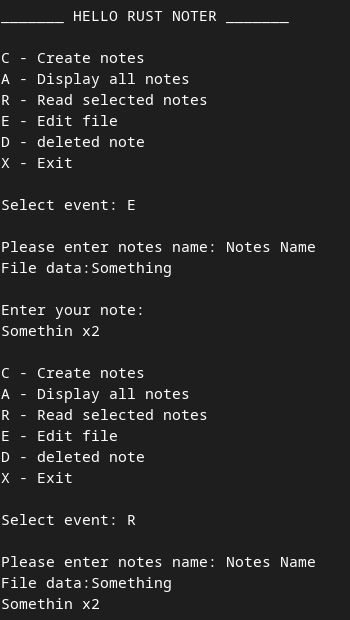 _______ HELLO RUST NOTER _______
C - Create notes
A - Display all notes
R - Read selected notes
E - Edit file
D - deleted note
X - Exit
Select event: E
Please enter notes name: Notes Name
File data:Something
Enter your note:
Somethin x2
C - Create notes
A - Display all notes
R - Read selected notes
E - Edit file
D - deleted note
X - Exit
Select event: R
Please enter notes name: Notes Name
File data:Something
Somethin x2